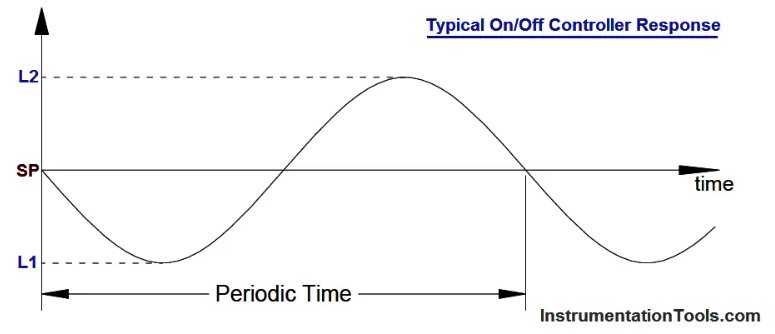 Typical On/Off Controller Response
L2
SP
time
L1
Periodic Time
InstrumentationTools.com